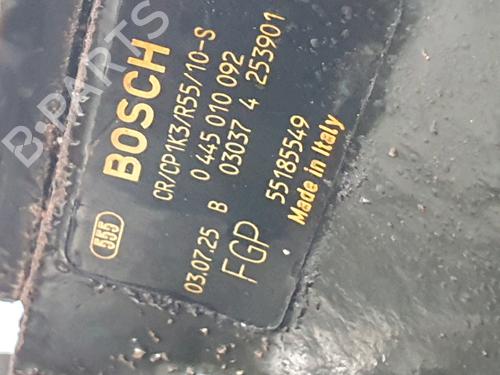 B-PARTS
BOSCH
CR/CP1K3/R55/10-S
0 445 010 092
03037 4 253901
555
03.07.25 B
FGP 55185549
Made in Italy